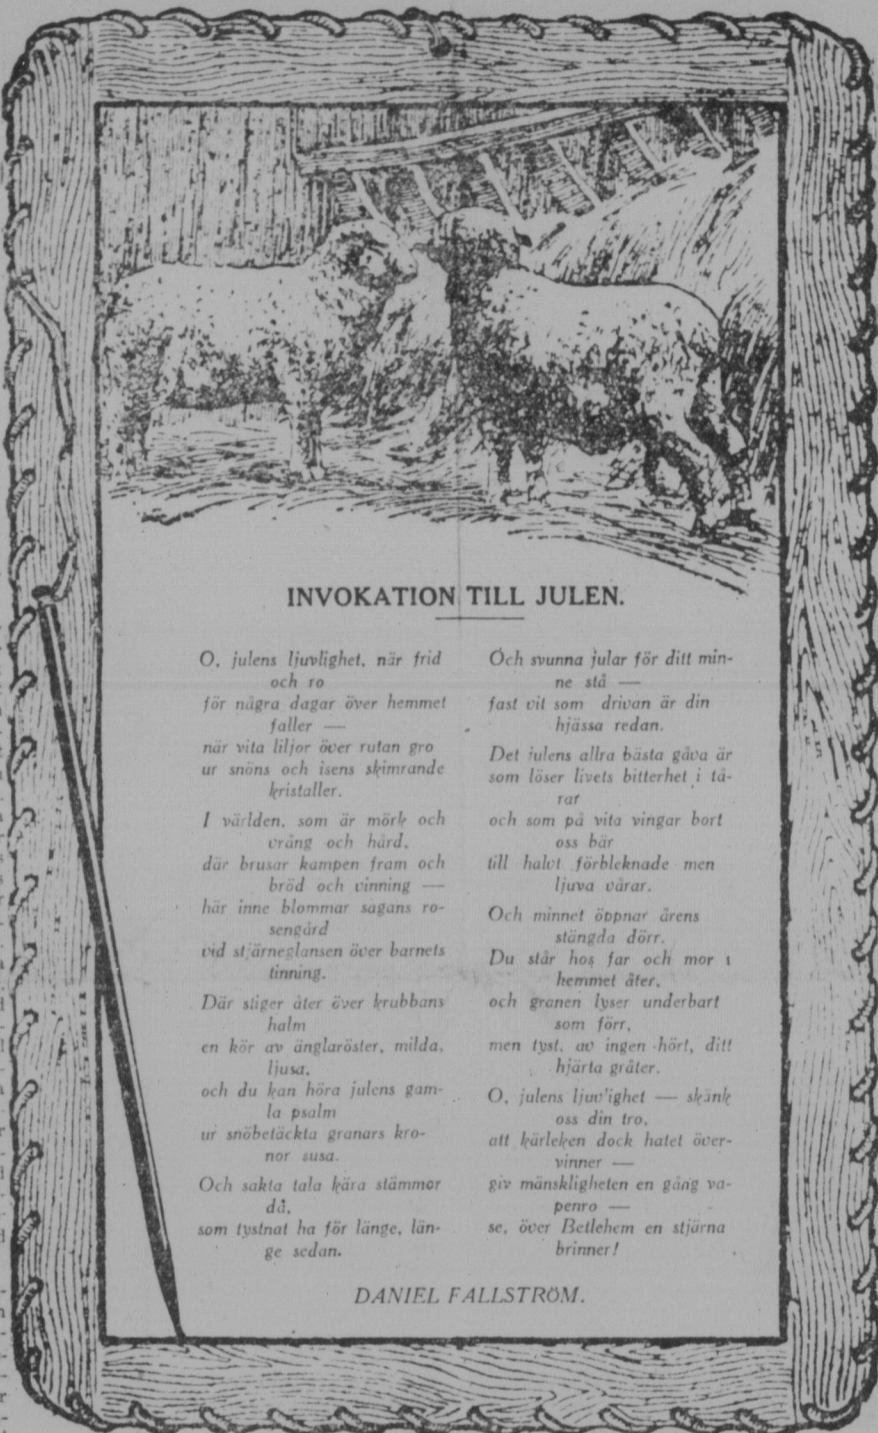 INVOKATION TILL JULEN.
O, julens ljuvlighet, när frid
och ro
för några dagar över hemmet
faller —
när vita liljor över rutan gro
ur snöns och isens skimrande
kristaller.
I världen, som är mörk och
vrång och hård,
där brusar kampen fram och
bröd och vinning —
här inne blommar sagans ro-
sengård
vid stjärneglansen över barnets
tinning.
Där stiger åter över krubbans
halm
en kör av änglaröster, milda,
ljusa,
och du kan höra julens gam-
la psalm
ur snöbetäckta granars kro-
nor susa.
Och sakta tala kära stämmor
då,
som tystnat ha för länge, län-
ge sedan.
Och svunna jular för ditt min-
ne stå —
fast vit som drivan är din
hjässa redan.
Det julens allra bästa gåva är
som löser livets bitterhet i tå-
rar
och som på vita vingar bort
oss bär
till halvt förbleknade men
ljuva vårar.
Och minnet öppnar årens
stängda dörr.
Du står hos far och mor i
hemmet åter,
och granen lyser underbart
som förr,
men tyst, av ingen hört, ditt
hjärta gråter.
O, julens ljuv'ighet — skänk
oss din tro,
att kärleken dock hatet över-
vinner —
giv mänskligheten en gång va-
penro —
se, över Betlehem en stjärna
brinner!
DANIEL FALLSTRÖM.